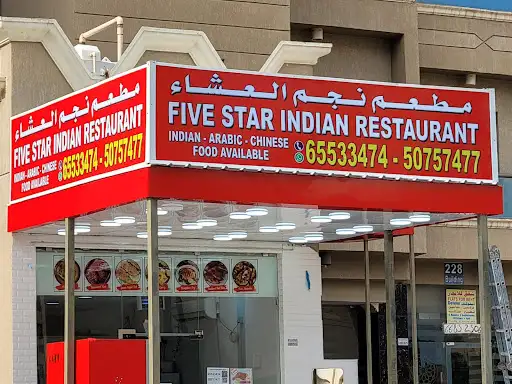 مطعم نجم العشاء
FIVE STAR INDIAN RESTAURANT
INDIAN - ARABIC - CHINESE
FOOD AVAILABLE
65533474 - 50757477
مطعم نجم العشاء
FIVE STAR INDIAN RESTAURANT
INDIAN - ARABIC - CHINESE
FOOD AVAILABLE
65533474 - 50757477
228
Building